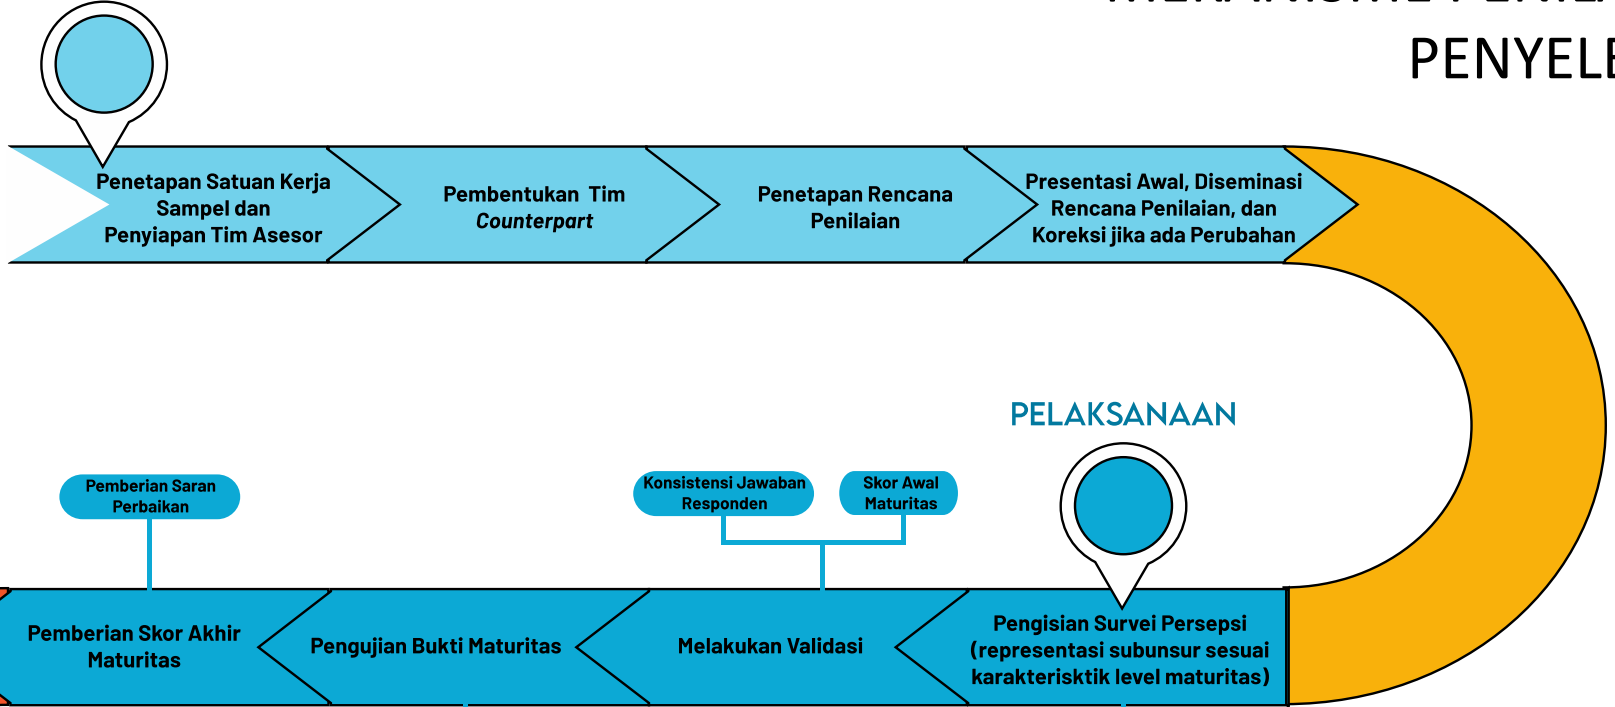 PENYELE
Penetapan Satuan Kerja
Sampel dan
Penyiapan Tim Asesor
Pembentukan Tim
Counterpart
Penetapan Rencana
Penilaian
Presentasi Awal, Diseminasi
Rencana Penilaian, dan
Koreksi jika ada Perubahan
PELAKSANAAN
Pengisian Survei Persepsi
(representasi subunsur sesuai
karakterisktik level maturitas)
Konsistensi Jawaban
Responden
Skor Awal
Maturitas
Melakukan Validasi
Pengujian Bukti Maturitas
Pemberian Saran
Perbaikan
Pemberian Skor Akhir
Maturitas